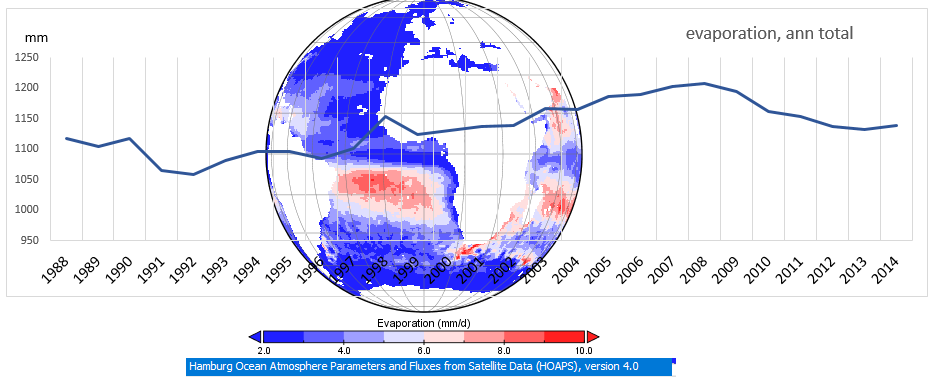 evaporation, ann total
mm
1250
1200
1150
1100
1050
1000
950
1988 1989 1990 1991 1992 1993 1994 1995 1996 1997 1998 1999 2000 2001 2002 2003 2004 2005 2006 2007 2008 2009 2010 2011 2012 2013 2014
Evaporation (mm/d)
2.0 4.0 6.0 8.0 10.0
Hamburg Ocean Atmosphere Parameters and Fluxes from Satellite Data (HOAPS), version 4.0